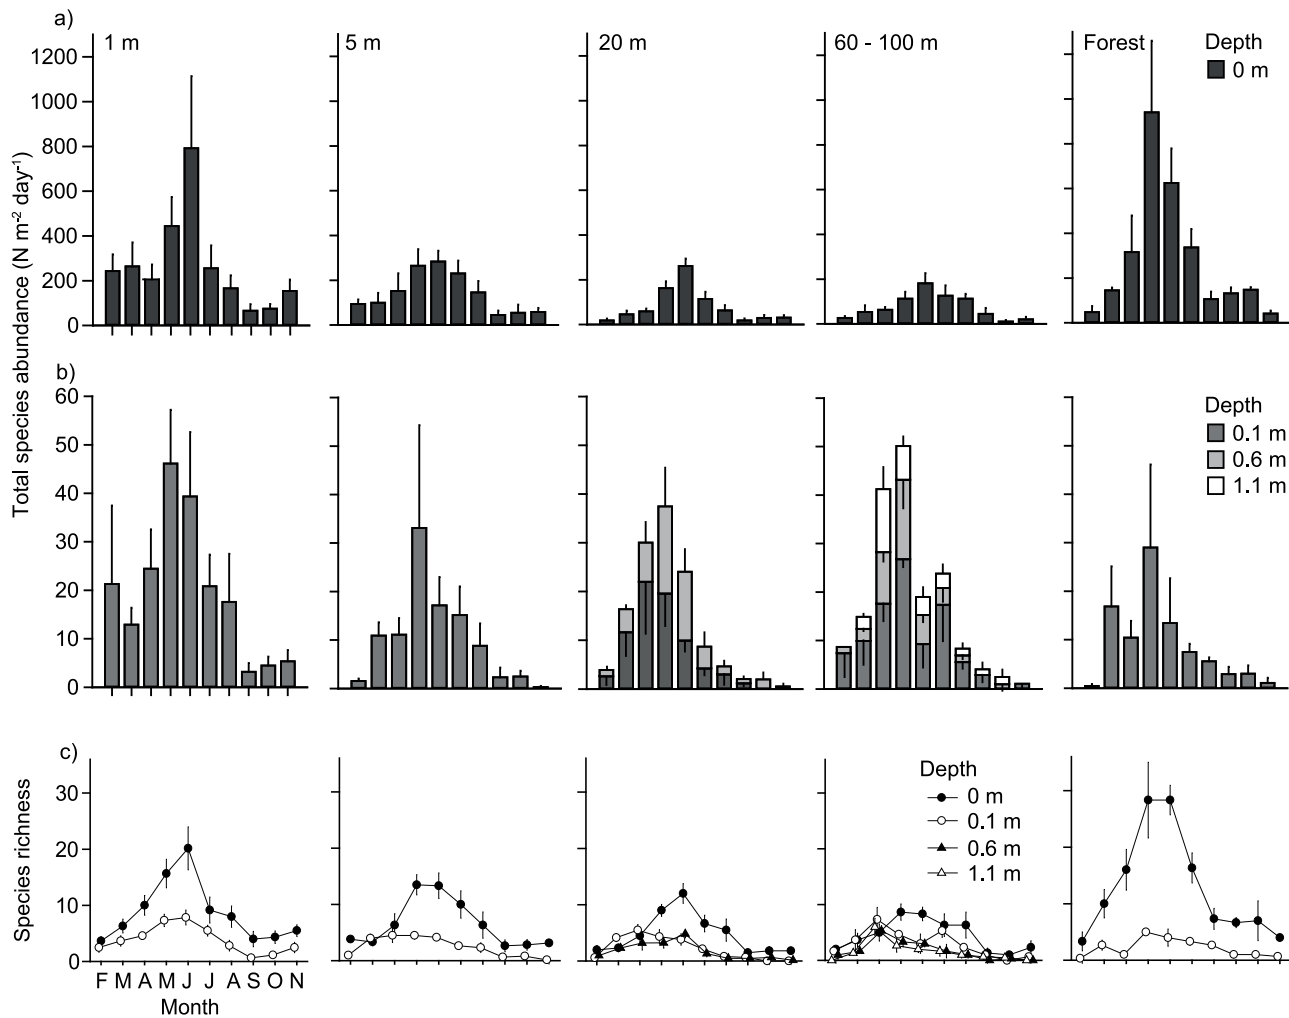 a)
1 m
5 m
20 m
60 - 100 m
Forest
Depth
0 m
1200
1000
800
600
400
200
0
Total species abundance (N m⁻² day⁻¹)
b)
60
50
40
30
20
10
0
Depth
0.1 m
0.6 m
1.1 m
c)
30
20
10
0
Species richness
Depth
0 m
0.1 m
0.6 m
1.1 m
F M A M J J A S O N
Month